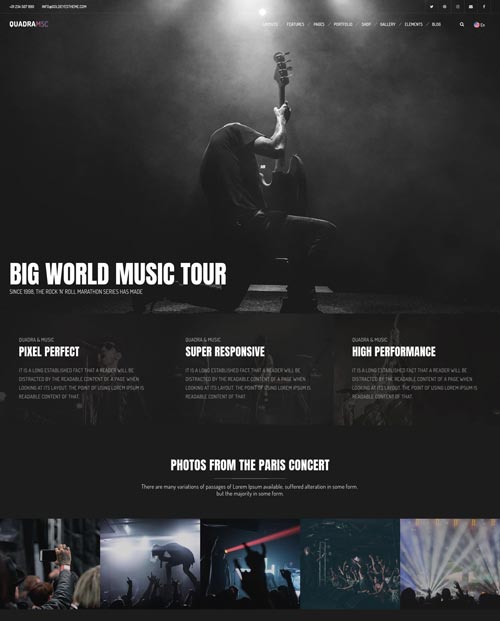 +01 234 567 890 INFO@GOLDEYESTHEME.COM
QUADRAMSC
LAYOUTS FEATURES / PAGES / PORTFOLIO / SHOP / GALLERY / ELEMENTS / BLOG En
BIG WORLD MUSIC TOUR
SINCE 1998, THE ROCK 'N' ROLL MARATHON SERIES HAS MADE
QUADRA & MUSIC QUADRA & MUSIC QUADRA & MUSIC
PIXEL PERFECT SUPER RESPONSIVE HIGH PERFORMANCE
IT IS A LONG ESTABLISHED FACT THAT A READER WILL BE
DISTRACTED BY THE READABLE CONTENT OF A PAGE WHEN
LOOKING AT ITS LAYOUT. THE POINT OF USING LOREM IPSUM IS
READABLE CONTENT OF THAT.
IT IS A LONG ESTABLISHED FACT THAT A READER WILL BE
DISTRACTED BY THE READABLE CONTENT OF A PAGE WHEN
LOOKING AT ITS LAYOUT. THE POINT OF USING LOREM IPSUM IS
READABLE CONTENT OF THAT.
IT IS A LONG ESTABLISHED FACT THAT A READER WILL BE
DISTRACTED BY THE READABLE CONTENT OF A PAGE WHEN
LOOKING AT ITS LAYOUT. THE POINT OF USING LOREM IPSUM IS
READABLE CONTENT OF THAT.
PHOTOS FROM THE PARIS CONCERT
There are many variations of passages of Lorem Ipsum available, suffered alteration in some form.
but the majority in some form.